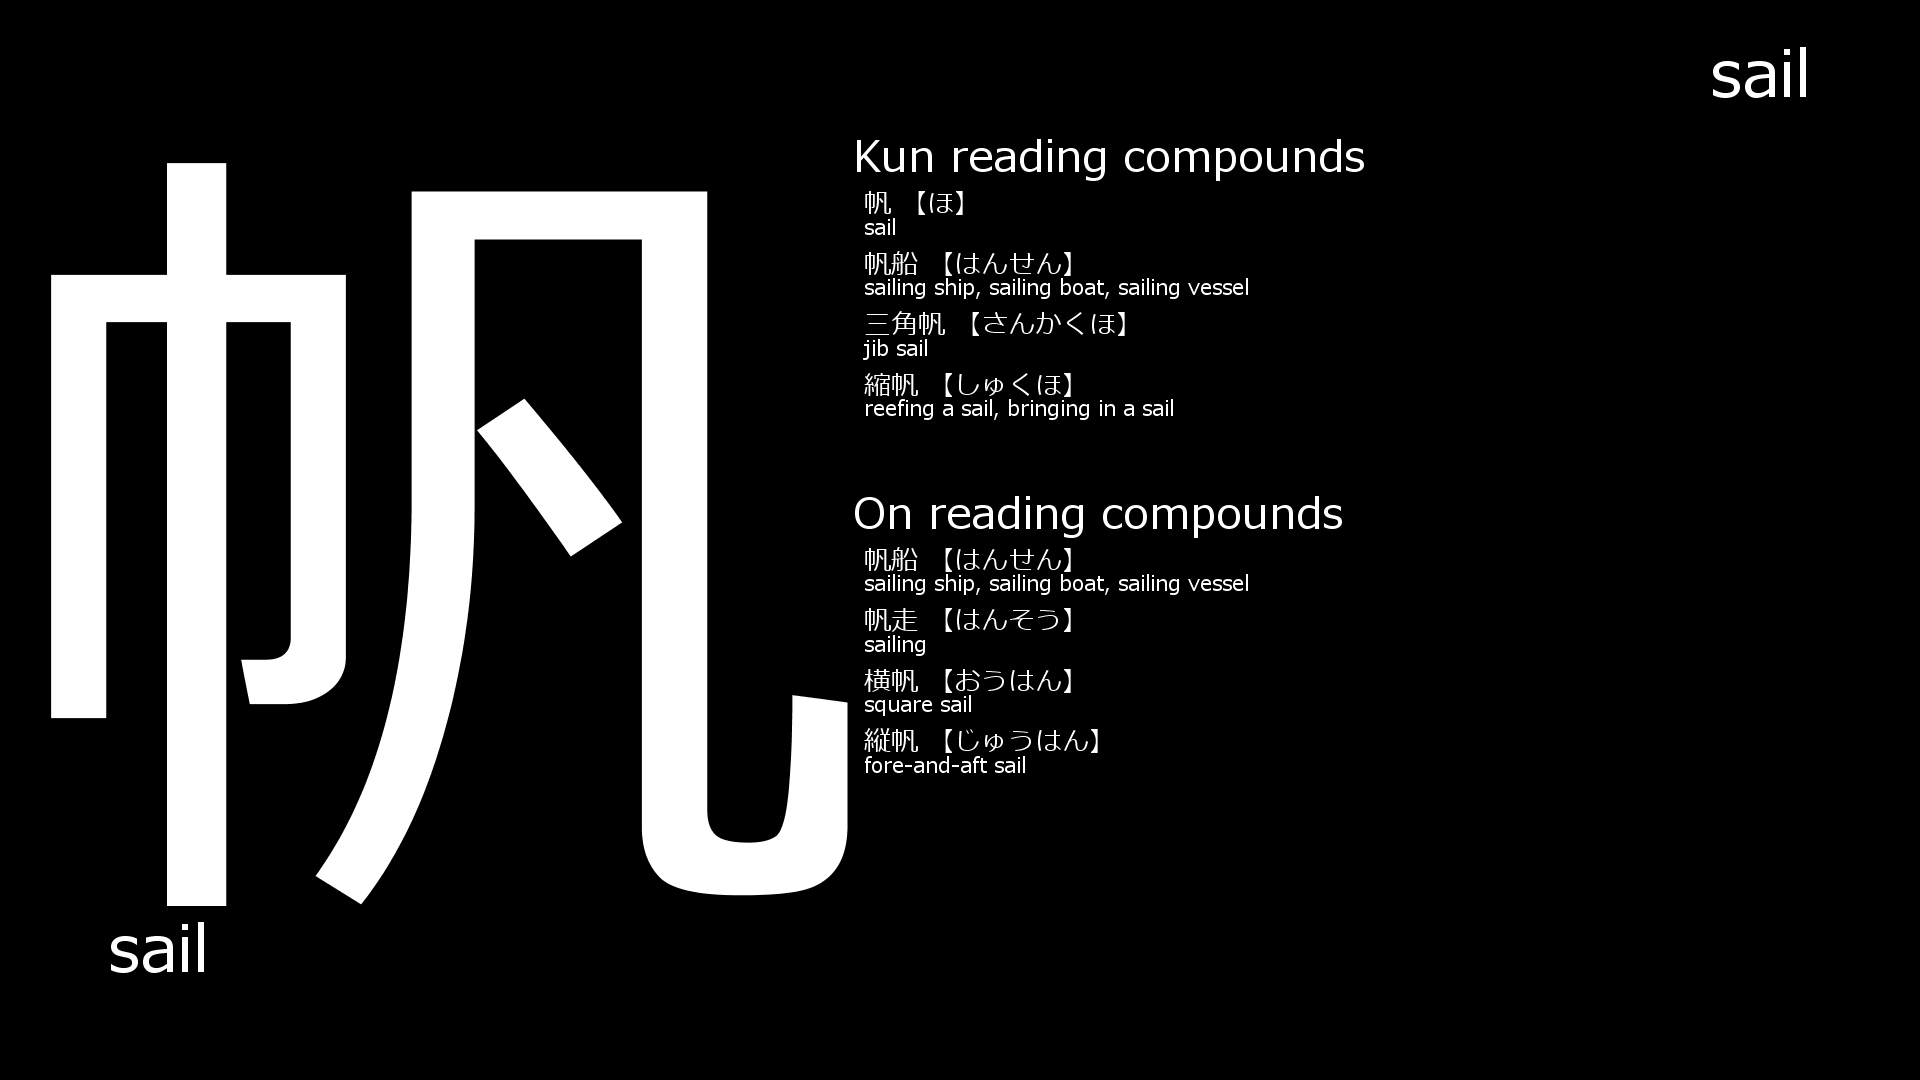 sail
帆
sail
Kun reading compounds
帆 【ほ】
sail
帆船 【はんせん】
sailing ship, sailing boat, sailing vessel
三角帆 【さんかくほ】
jib sail
縮帆 【しゅくほ】
reefing a sail, bringing in a sail
On reading compounds
帆船 【はんせん】
sailing ship, sailing boat, sailing vessel
帆走 【はんそう】
sailing
横帆 【おうはん】
square sail
縦帆 【じゅうはん】
fore-and-aft sail